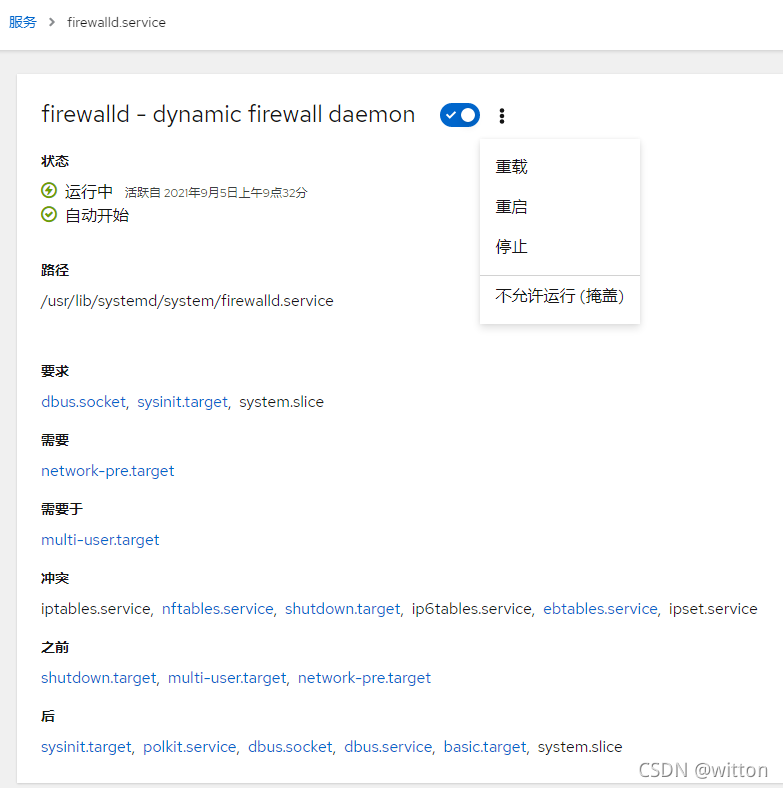 服务 > firewalld.service
firewalld - dynamic firewall daemon
状态
运行中 活跃自 2021年9月5日上午9点32分
自动开始
重载
重启
停止
不允许运行 (掩盖)
路径
/usr/lib/systemd/system/firewalld.service
要求
dbus.socket, sysinit.target, system.slice
需要
network-pre.target
需要于
multi-user.target
冲突
iptables.service, nftables.service, shutdown.target, ip6tables.service, ebtables.service, ipset.service
之前
shutdown.target, multi-user.target, network-pre.target
后
sysinit.target, polkit.service, dbus.socket, dbus.service, basic.target, system.slice
CSDN @witton